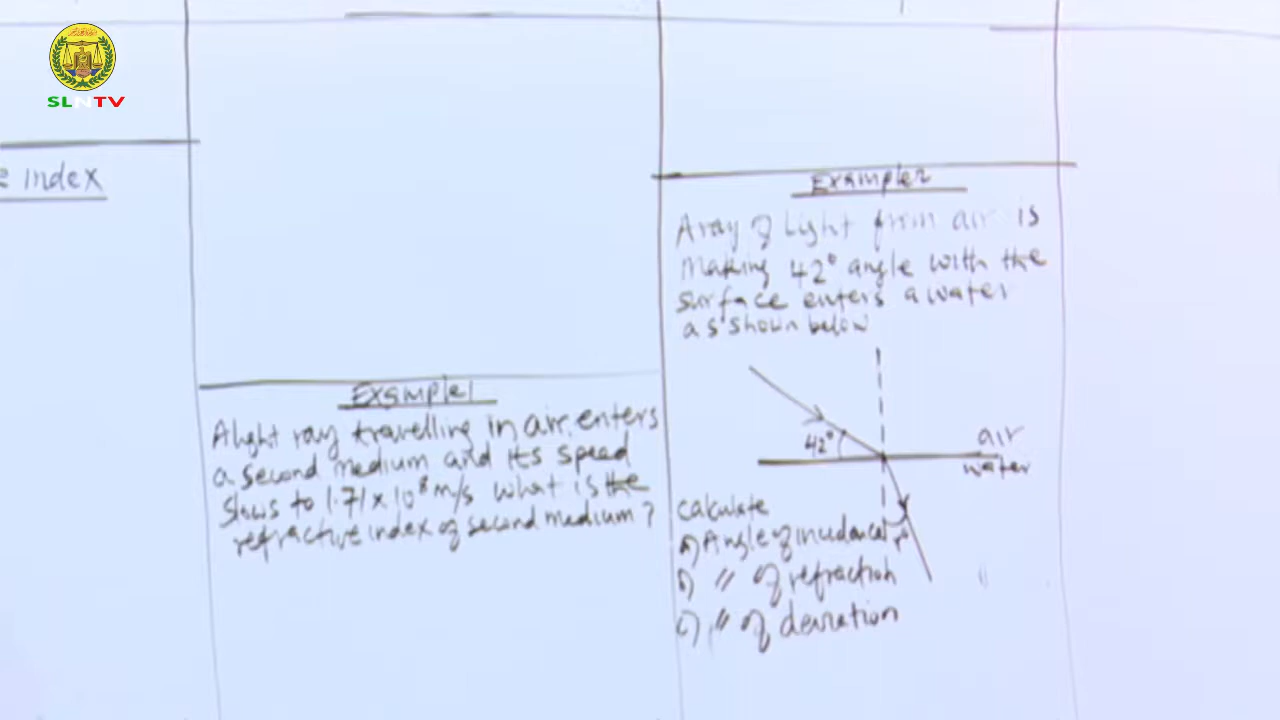 SLNTV
e index
Example1
A light ray travelling in air enters
a second medium and its speed
slows to 1.71 x 10⁸ m/s what is the
refractive index of second medium?
Example2
A ray of Light from air is
Making 42° angle with the
surface enters a water
as shown below
42°
air
water
calculate
a) Angle of incidence
b)〃 of refraction
c) 〃 of deviation